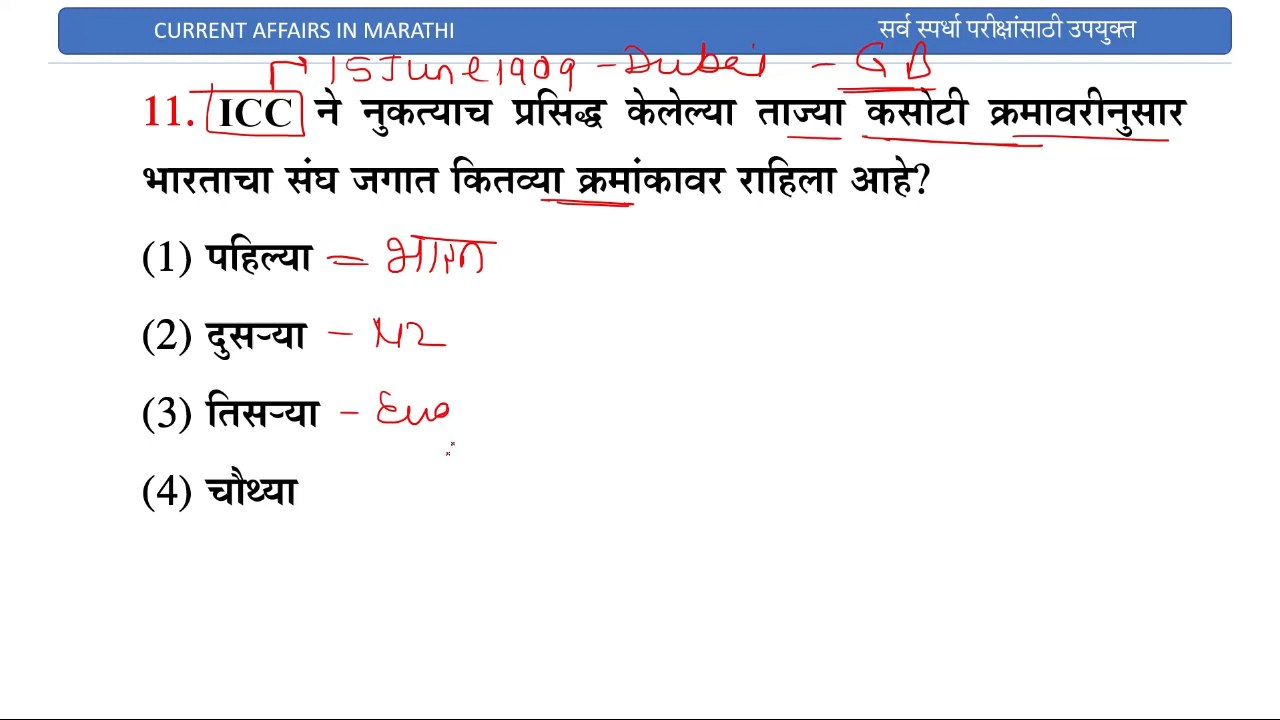 CURRENT AFFAIRS IN MARATHI सर्व स्पर्धा परीक्षांसाठी उपयुक्त
15 June 1909 - Dubai - GB
11. ICC ने नुकत्याच प्रसिद्ध केलेल्या ताज्या कसोटी क्रमावरीनुसार
भारताचा संघ जगात कितव्या क्रमांकावर राहिला आहे?
(1) पहिल्या = भारत
(2) दुसऱ्या - NZ
(3) तिसऱ्या -
(4) चौथ्या